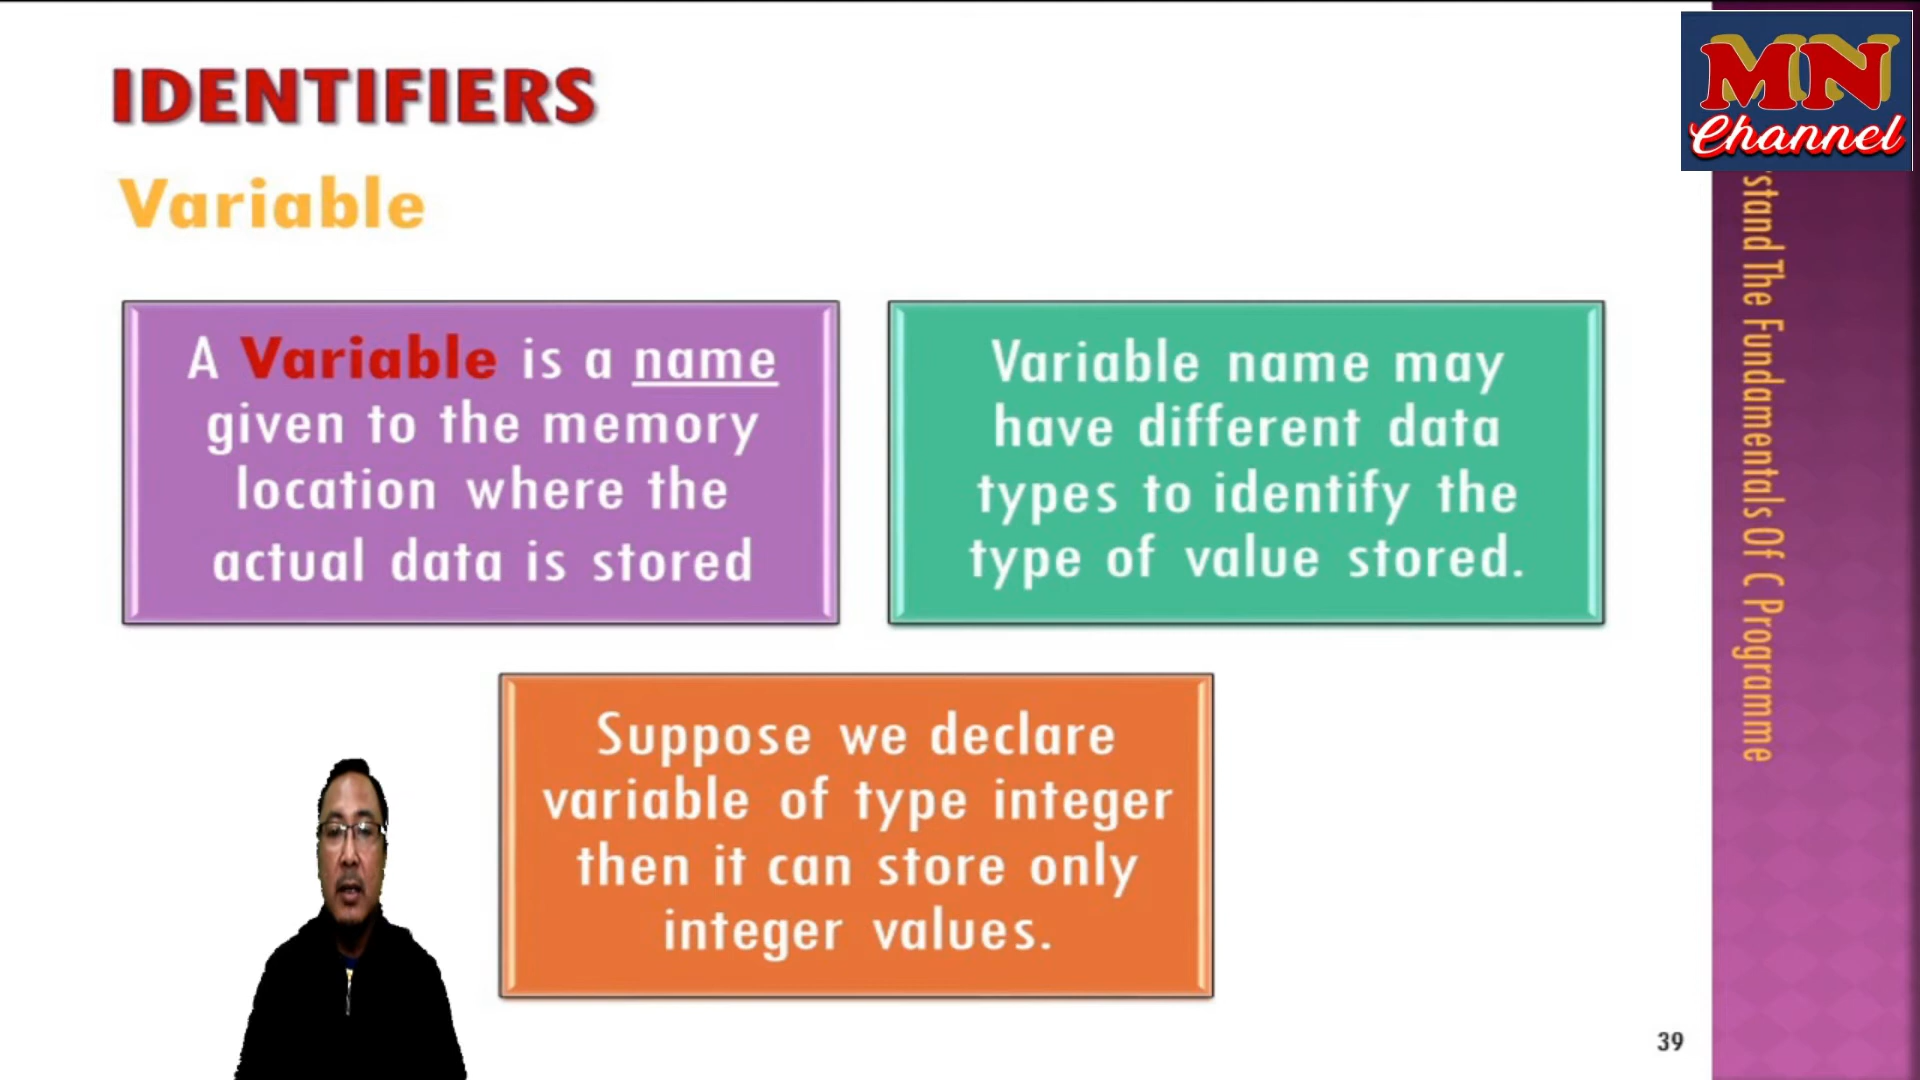 IDENTIFIERS
Variable
A Variable is a name
given to the memory
location where the
actual data is stored
Variable name may
have different data
types to identify the
type of value stored.
Suppose we declare
variable of type integer
then it can store only
integer values.
39
MN
Channel
stand The Fundamentals Of C Programme